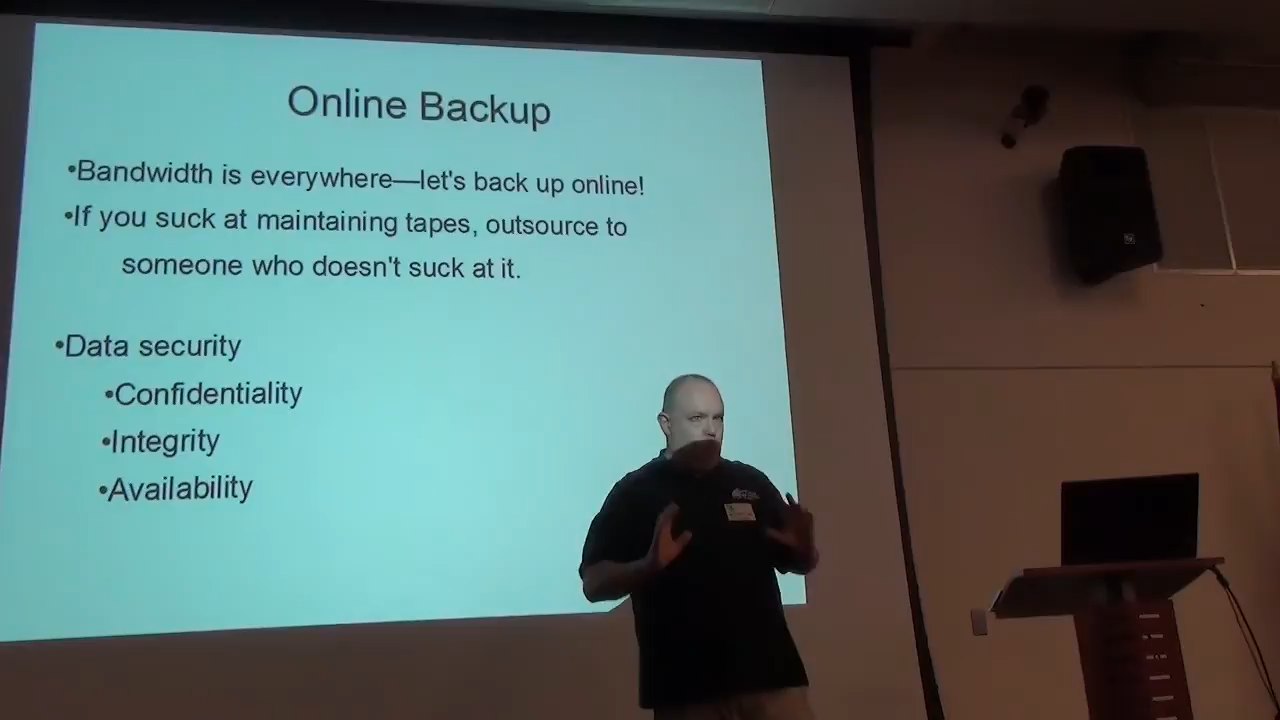 Online Backup
•Bandwidth is everywhere—let's back up online!
•If you suck at maintaining tapes, outsource to
someone who doesn't suck at it.
•Data security
•Confidentiality
•Integrity
•Availability